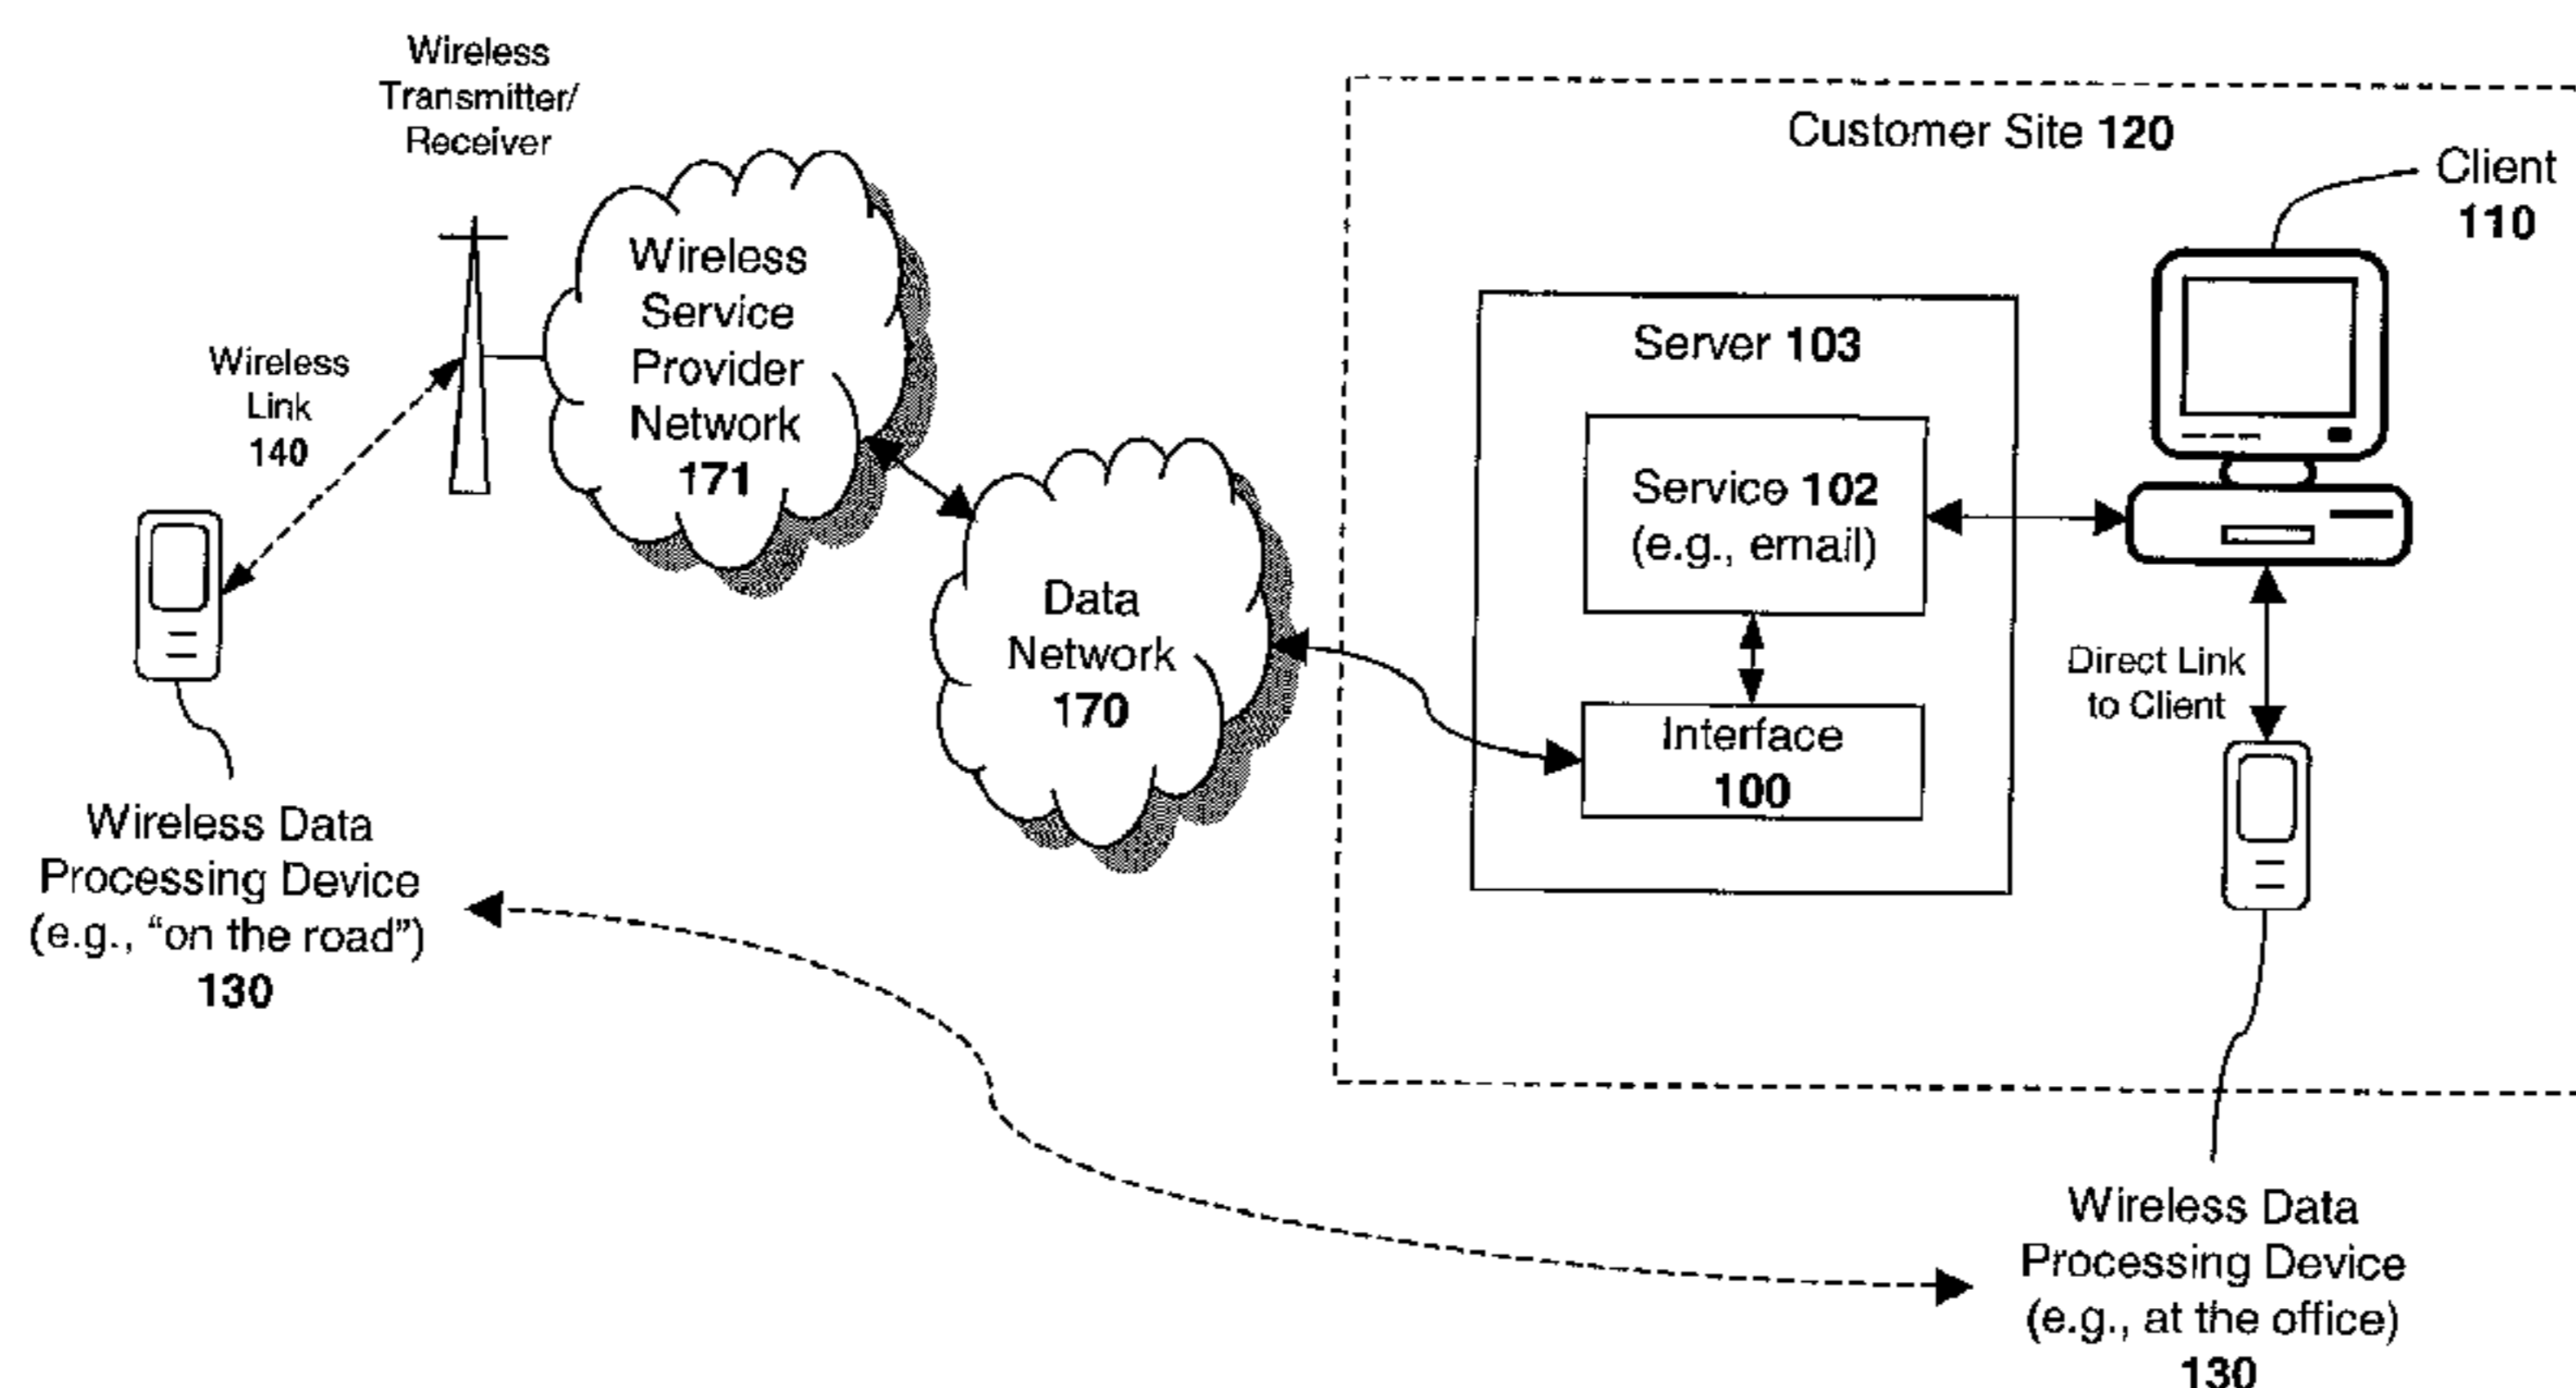 Wireless
Transmitter/
Receiver
Customer Site 120
Client
110
Wireless
Service
Provider
Network
171
Server 103
Wireless
Link
140
Service 102
(e.g., email)
Data
Network
170
Direct Link
to Client
Interface
100
Wireless Data
Processing Device
(e.g., “on the road”)
130
Wireless Data
Processing Device
(e.g., at the office)
130